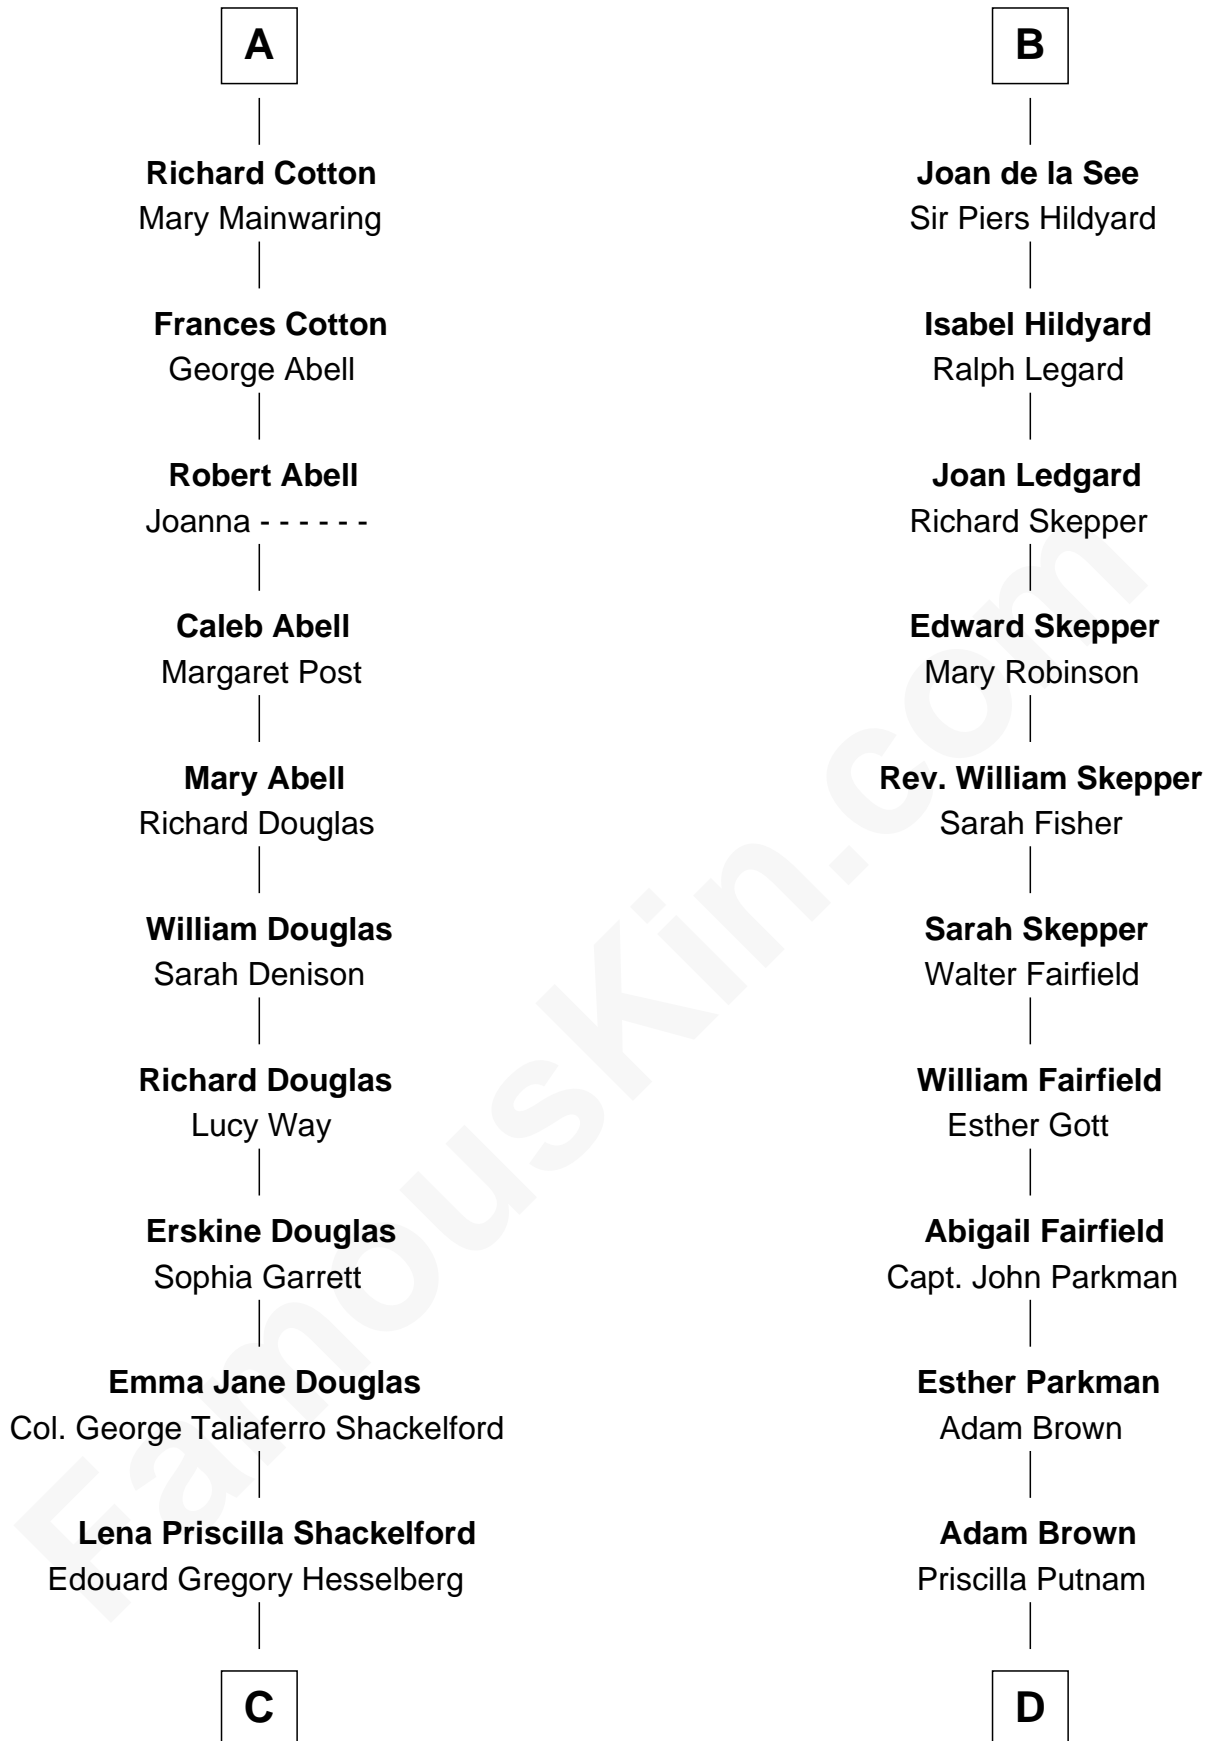 A
Richard Cotton
Mary Mainwaring
Frances Cotton
George Abell
Robert Abell
Joanna - - - - - -
Caleb Abell
Margaret Post
Mary Abell
Richard Douglas
William Douglas
Sarah Denison
Richard Douglas
Lucy Way
Erskine Douglas
Sophia Garrett
Emma Jane Douglas
Col. George Taliaferro Shackelford
Lena Priscilla Shackelford
Edouard Gregory Hesselberg
C
B
Joan de la See
Sir Piers Hildyard
Isabel Hildyard
Ralph Legard
Joan Ledgard
Richard Skepper
Edward Skepper
Mary Robinson
Rev. William Skepper
Sarah Fisher
Sarah Skepper
Walter Fairfield
William Fairfield
Esther Gott
Abigail Fairfield
Capt. John Parkman
Esther Parkman
Adam Brown
Adam Brown
Priscilla Putnam
D
FamousKin.com